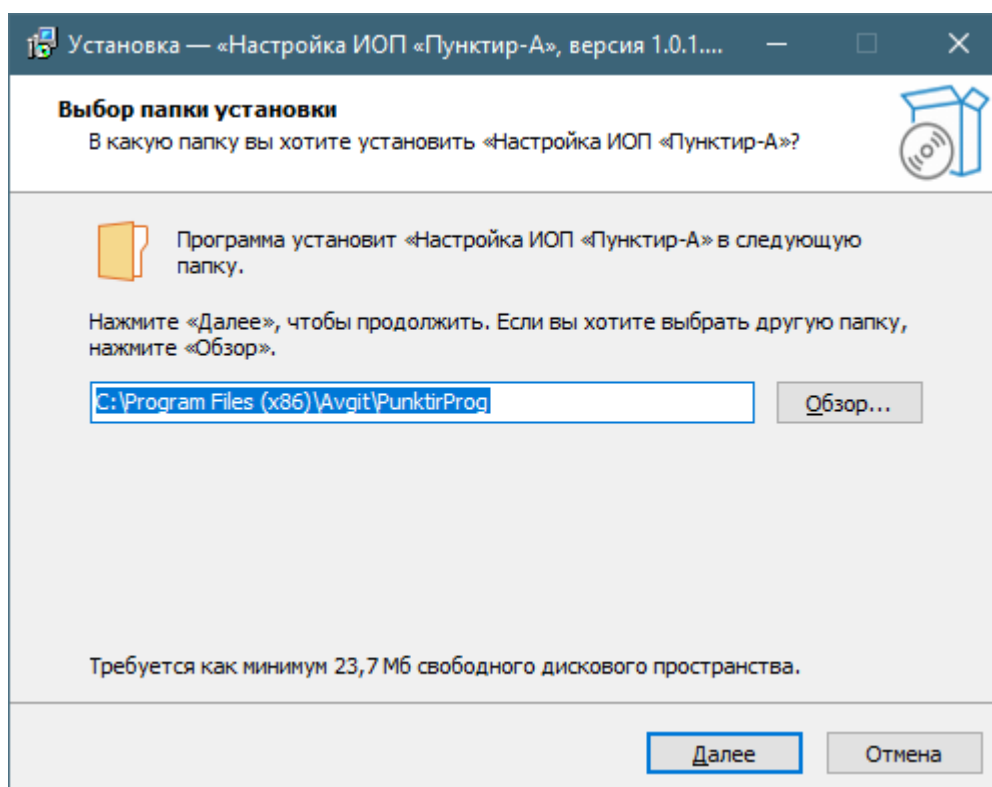 Установка — «Настройка ИОП «Пунктир-А», версия 1.0.1....
Выбор папки установки
В какую папку вы хотите установить «Настройка ИОП «Пунктир-А»?
Программа установит «Настройка ИОП «Пунктир-А» в следующую
папку.
Нажмите «Далее», чтобы продолжить. Если вы хотите выбрать другую папку,
нажмите «Обзор».
C:\Program Files (x86)\Avgit\PunktirProg
Обзор...
Требуется как минимум 23,7 Мб свободного дискового пространства.
Далее
Отмена